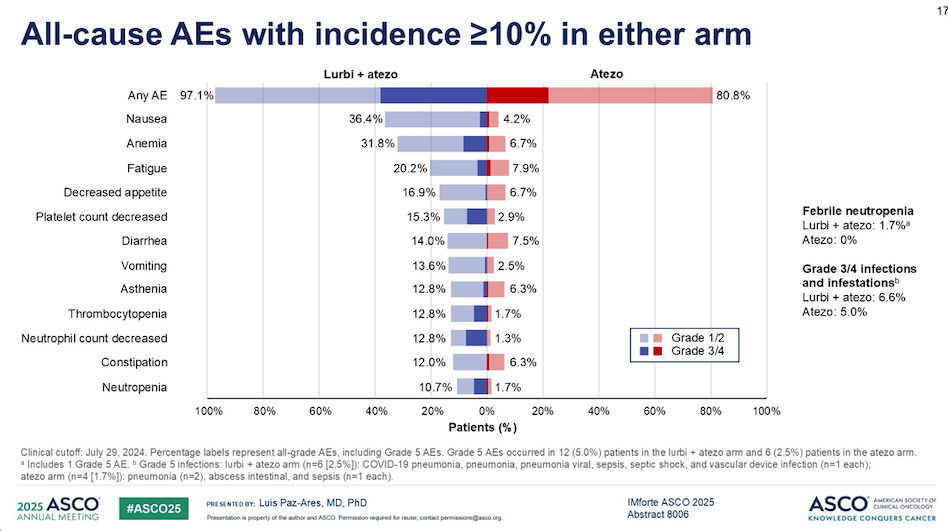 17
All-cause AEs with incidence ≥10% in either arm
Lurbi + atezo Atezo
Any AE 97.1% 80.8%
Nausea 36.4% 4.2%
Anemia 31.8% 6.7%
Fatigue 20.2% 7.9%
Decreased appetite 16.9% 6.7%
Platelet count decreased 15.3% 2.9%
Diarrhea 14.0% 7.5%
Vomiting 13.6% 2.5%
Asthenia 12.8% 6.3%
Thrombocytopenia 12.8% 1.7%
Neutrophil count decreased 12.8% 1.3%
Constipation 12.0% 6.3%
Neutropenia 10.7% 1.7%
100% 80% 60% 40% 20% 0% 20% 40% 60% 80% 100%
Patients (%)
Grade 1/2
Grade 3/4
Febrile neutropenia
Lurbi + atezo: 1.7%ᵃ
Atezo: 0%
Grade 3/4 infections
and infestationsᵇ
Lurbi + atezo: 6.6%
Atezo: 5.0%
Clinical cutoff: July 29, 2024. Percentage labels represent all-grade AEs, including Grade 5 AEs. Grade 5 AEs occurred in 12 (5.0%) patients in the lurbi + atezo arm and 6 (2.5%) patients in the atezo arm.
ᵃ Includes 1 Grade 5 AE. ᵇ Grade 5 infections: lurbi + atezo arm (n=6 [2.5%]): COVID-19 pneumonia, pneumonia, pneumonia viral, sepsis, septic shock, and vascular device infection (n=1 each);
atezo arm (n=4 [1.7%]): pneumonia (n=2), abscess intestinal, and sepsis (n=1 each).
2025 ASCO
ANNUAL MEETING
#ASCO25
PRESENTED BY: Luis Paz-Ares, MD, PhD
Presentation is property of the author and ASCO. Permission required for reuse; contact permissions@asco.org.
IMforte ASCO 2025
Abstract 8006
ASCO AMERICAN SOCIETY OF
CLINICAL ONCOLOGY
KNOWLEDGE CONQUERS CANCER